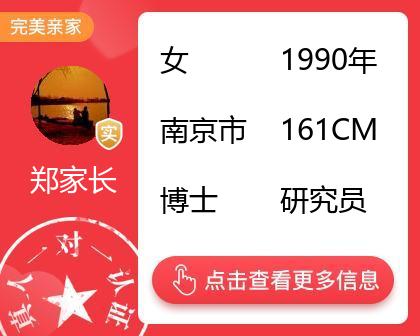 完美亲家
女 1990年
南京市 161CM
实
郑家长
博士 研究员
真人一对一认证
点击查看更多信息